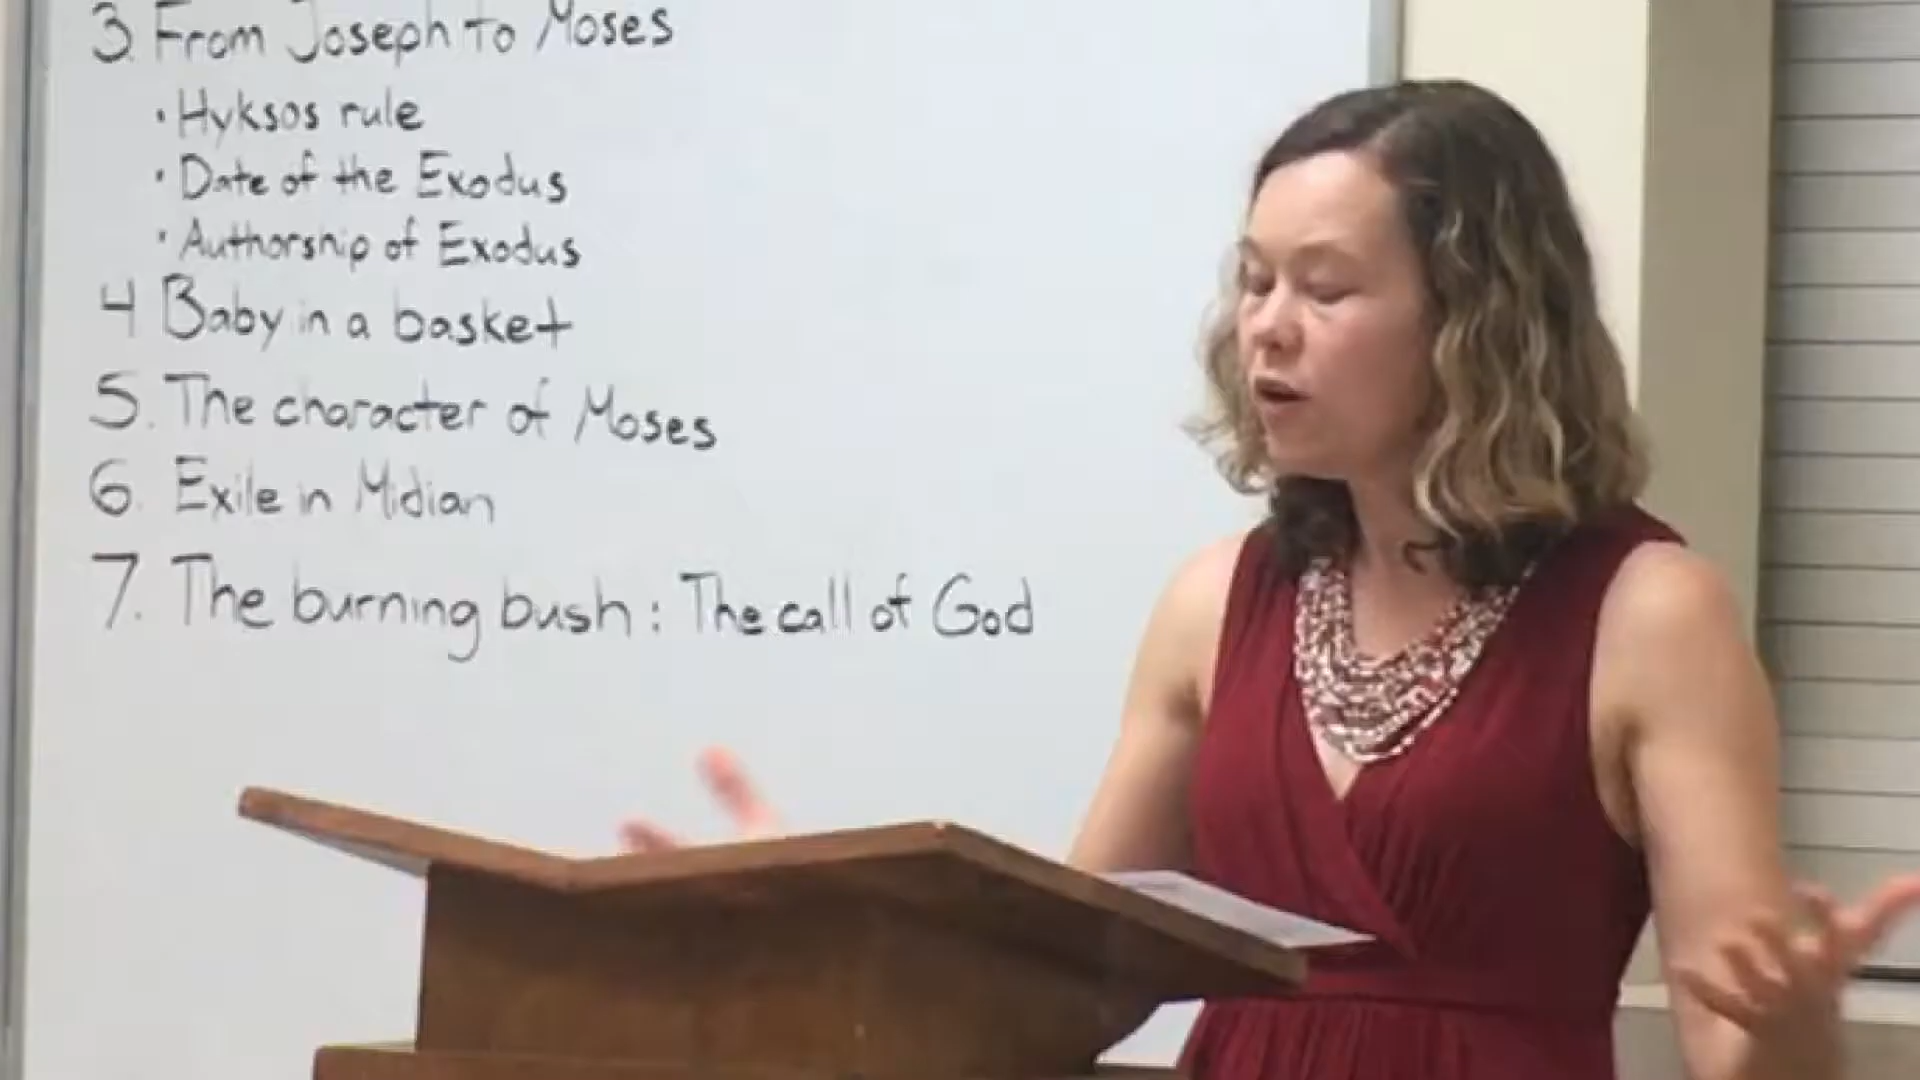 3. From Joseph to Moses
· Hyksos rule
· Date of the Exodus
· Authorship of Exodus
4 Baby in a basket
5. The character of Moses
6. Exile in Midian
7. The burning bush: The call of God